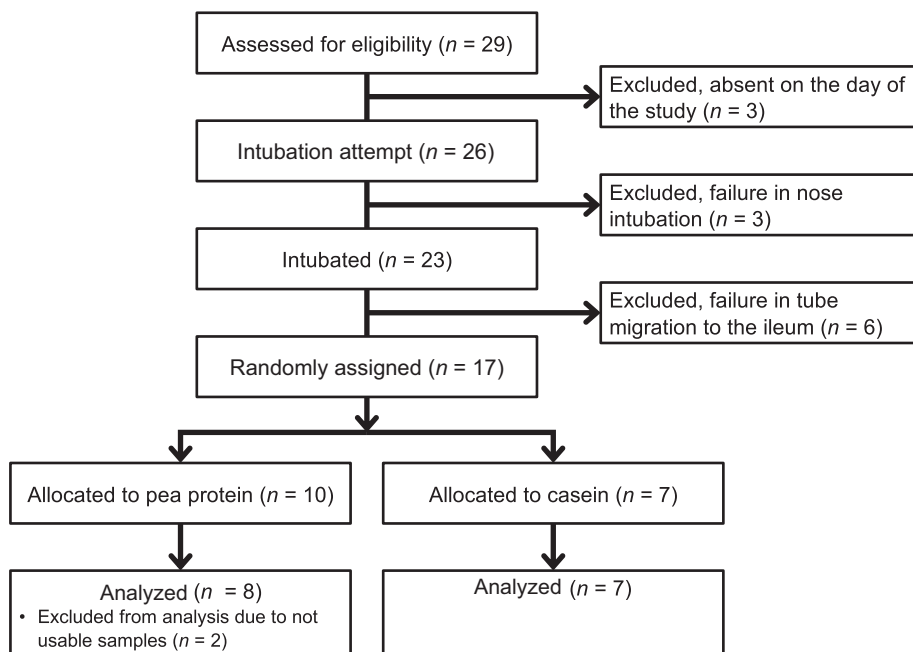 Assessed for eligibility (n = 29)
Excluded, absent on the day of
the study (n = 3)
Intubation attempt (n = 26)
Excluded, failure in nose
intubation (n = 3)
Intubated (n = 23)
Excluded, failure in tube
migration to the ileum (n = 6)
Randomly assigned (n = 17)
Allocated to pea protein (n = 10)
Allocated to casein (n = 7)
Analyzed (n = 8)
• Excluded from analysis due to not
usable samples (n = 2)
Analyzed (n = 7)